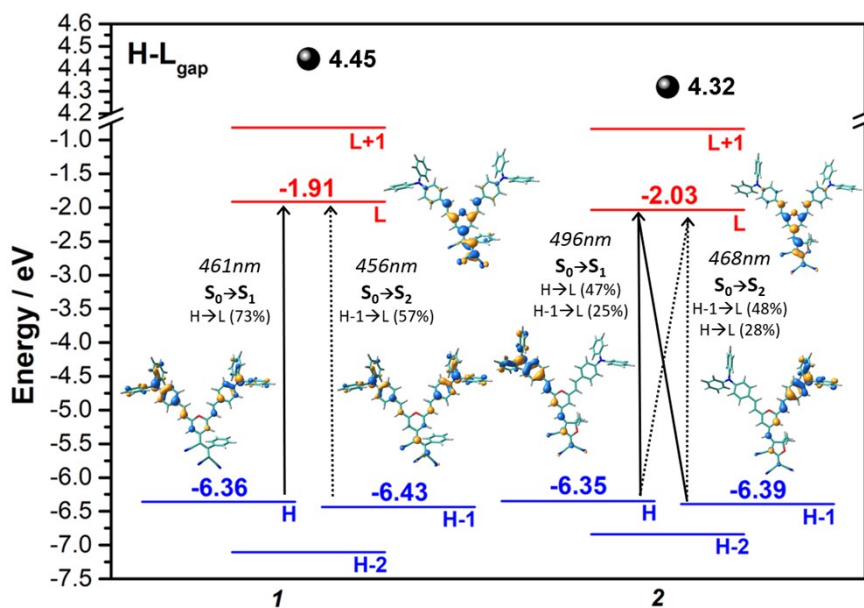 4.6
4.5
4.4
4.3
4.2
-1.0
-1.5
-2.0
-2.5
-3.0
-3.5
-4.0
-4.5
-5.0
-5.5
-6.0
-6.5
-7.0
-7.5
Energy / eV
H-L gap
4.45
4.32
L+1
-1.91
L
461nm
S0→S1
H→L (73%)
456nm
S0→S2
H-1→L (57%)
-6.36
H
-6.43
H-1
H-2
1
L+1
-2.03
L
496nm
S0→S1
H→L (47%)
H-1→L (25%)
468nm
S0→S2
H-1→L (48%)
H→L (28%)
-6.35
H
-6.39
H-1
H-2
2